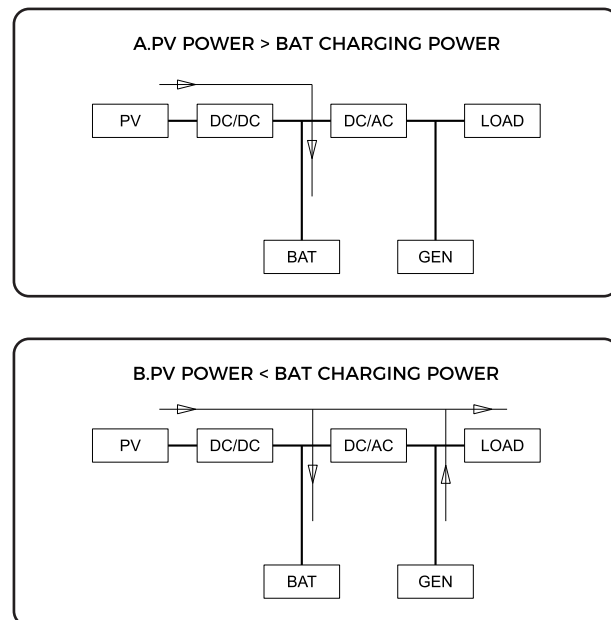 A.PV POWER > BAT CHARGING POWER
PV DC/DC DC/AC LOAD
BAT GEN
B.PV POWER < BAT CHARGING POWER
PV DC/DC DC/AC LOAD
BAT GEN